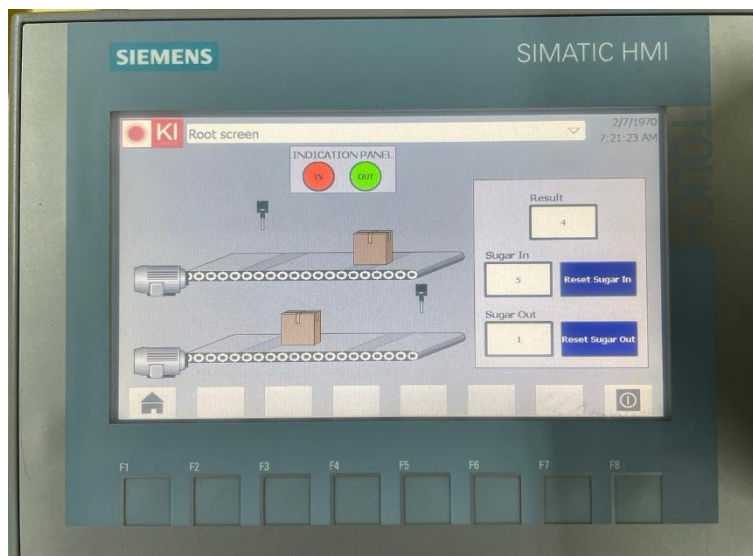 SIEMENS
SIMATIC HMI
TOUCH
KI Root screen
2/7/1970
7:21:23 AM
INDICATION PANEL
IN OUT
Result
4
Sugar In
5 Reset Sugar In
Sugar Out
1 Reset Sugar Out
F1 F2 F3 F4 F5 F6 F7 F8